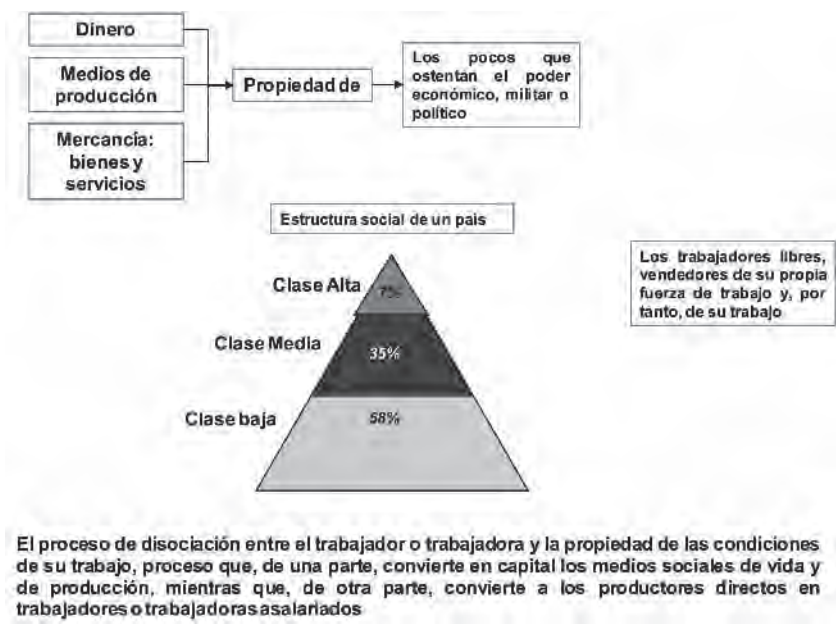 Dinero
Medios de
producción
Mercancía:
bienes y
servicios
Propiedad de
Los pocos que
ostentan el poder
económico, militar o
político
Estructura social de un pais
Clase Alta
7%
Clase Media
35%
Clase baja
58%
Los trabajadores libres,
vendedores de su propia
fuerza de trabajo y, por
tanto, de su trabajo
El proceso de disociación entre el trabajador o trabajadora y la propiedad de las condiciones
de su trabajo, proceso que, de una parte, convierte en capital los medios sociales de vida y
de producción, mientras que, de otra parte, convierte a los productores directos en
trabajadores o trabajadoras asalariados